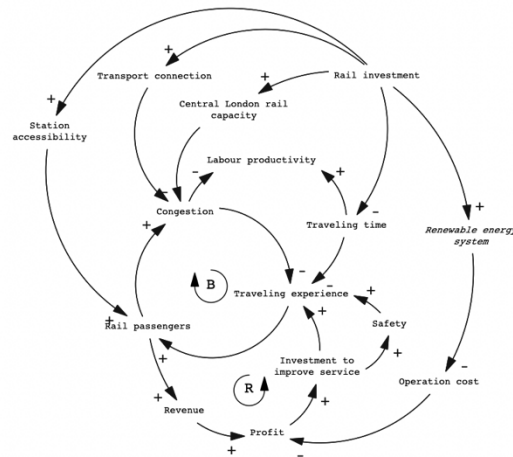 +
+
Transport connection
Rail investment
+
+
Central London rail
capacity
Station
accessibility
-
Labour productivity
+
-
Congestion
-
+
Traveling time
+
Renewable energy
system
-
B
Traveling experience
-
+
+
+
Rail passengers
Safety
+
+
Investment to
improve service
-
R
+
+
Operation cost
Revenue
Profit
+
-